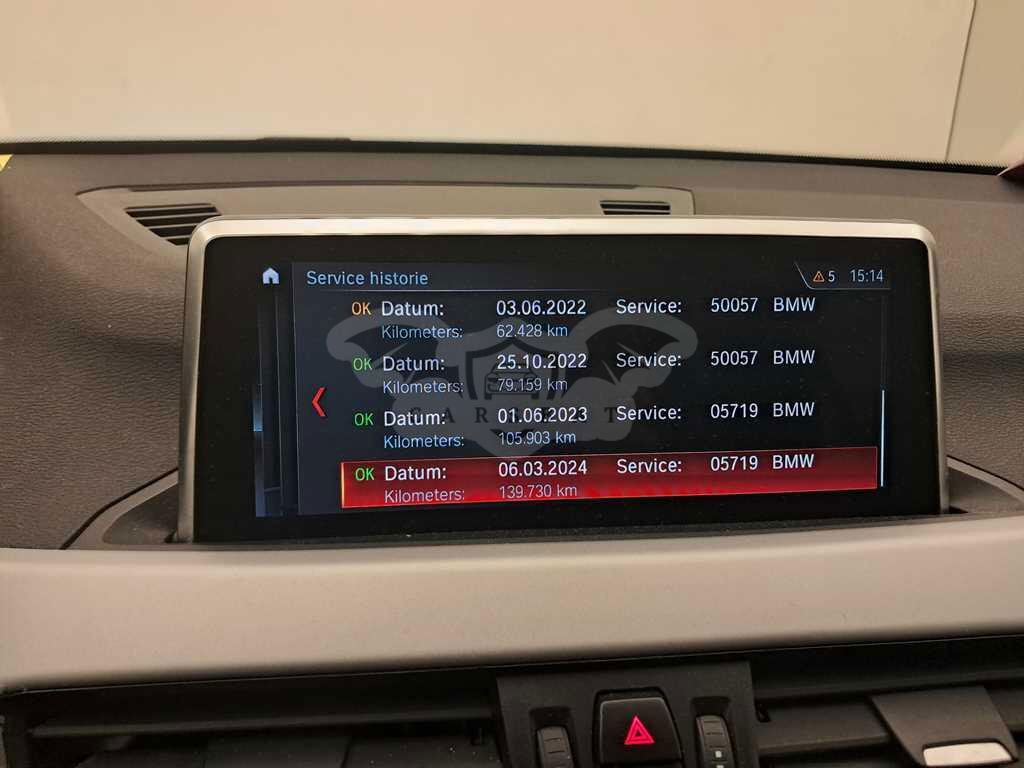 Service historie
5 15:14
OK Datum: 03.06.2022 Service: 50057 BMW
Kilometers: 62.428 km
OK Datum: 25.10.2022 Service: 50057 BMW
Kilometers: 79.159 km
OK Datum: 01.06.2023 Service: 05719 BMW
Kilometers: 105.903 km
OK Datum: 06.03.2024 Service: 05719 BMW
Kilometers: 139.730 km